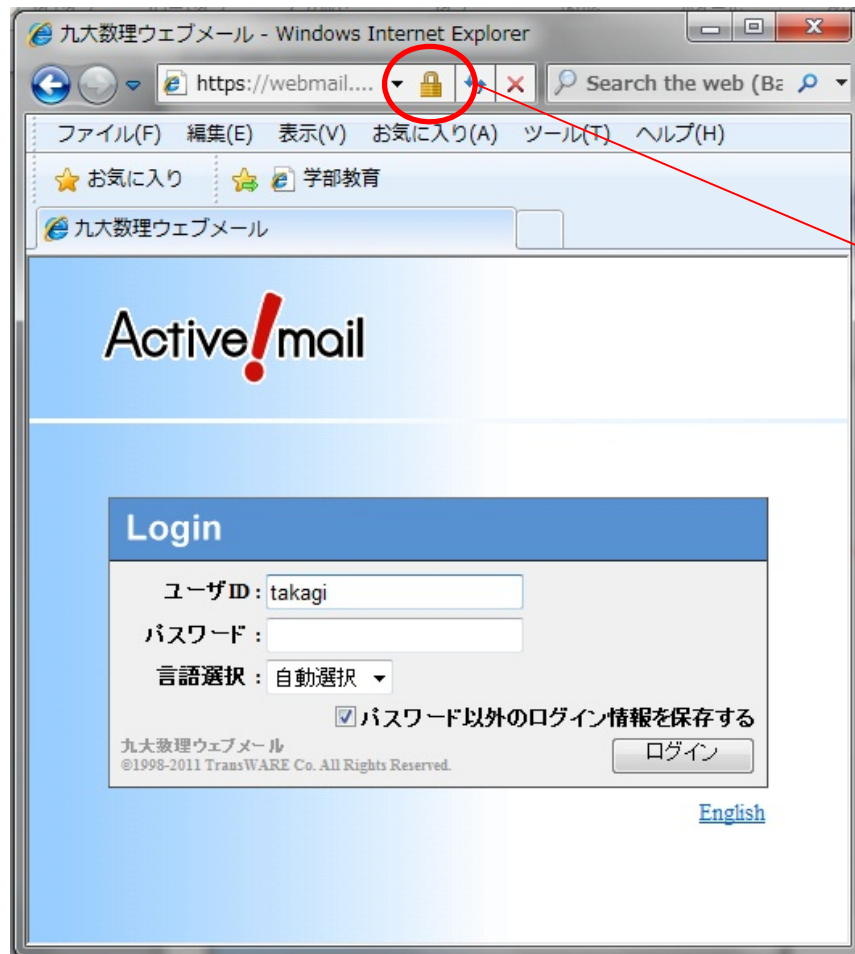 九大数理ウェブメール - Windows Internet Explorer
https://webmail.... Search the web (Ba
ファイル(F) 編集(E) 表示(V) お気に入り(A) ツール(T) ヘルプ(H)
お気に入り 学部教育
九大数理ウェブメール
Active!mail
Login
ユーザID : takagi
パスワード :
言語選択 : 自動選択
パスワード以外のログイン情報を保存する
九大数理ウェブメール
©1998-2011 TransWARE Co. All Rights Reserved.
ログイン
English